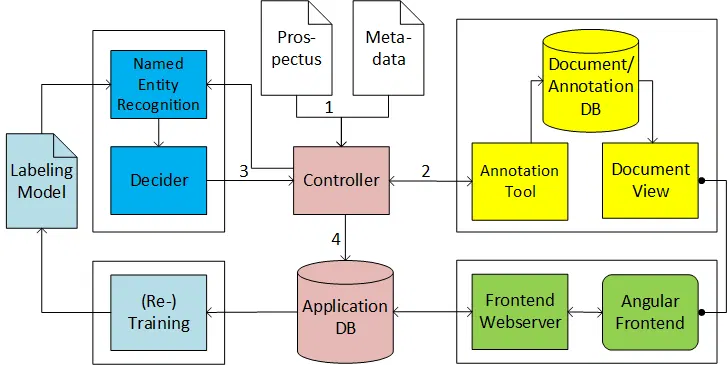 Pros-
pectus
Meta-
data
Named
Entity
Recognition
Document/
Annotation
DB
1
Labeling
Model
Decider
3
Controller
2
Annotation
Tool
Document
View
4
(Re-)
Training
Application
DB
Frontend
Webserver
Angular
Frontend